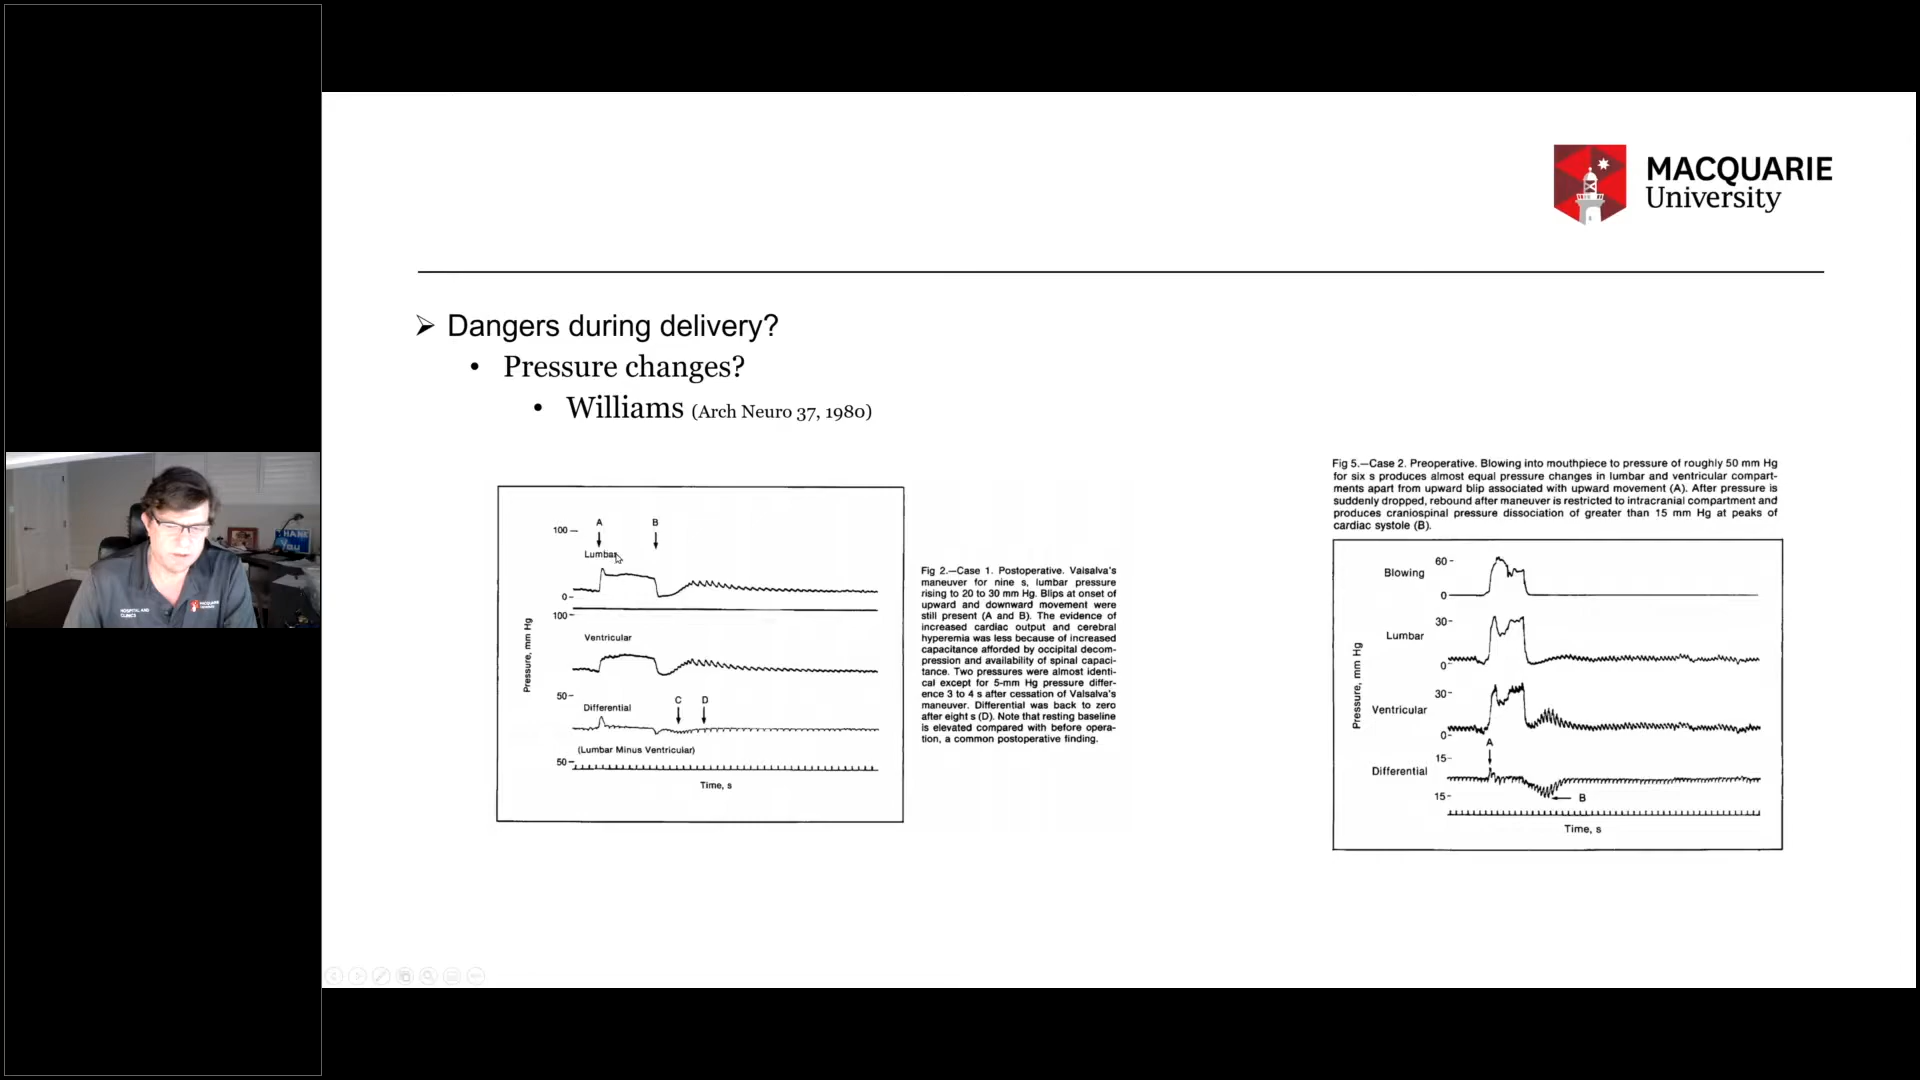 MACQUARIE
University
➢ Dangers during delivery?
• Pressure changes?
• Williams (Arch Neuro 37, 1980)
A
B
100
Lumbar
0
100
Ventricular
Pressure, mm Hg
50
C
D
Differential
(Lumbar Minus Ventricular)
50
Time, s
Fig 2.—Case 1. Postoperative. Valsalva's
maneuver for nine s, lumbar pressure
rising to 20 to 30 mm Hg. Blips at onset of
upward and downward movement were
still present (A and B). The evidence of
increased cardiac output and cerebral
hyperemia was less because of increased
capacitance afforded by occipital decom-
pression and availability of spinal capaci-
tance. Two pressures were almost identi-
cal except for 5-mm Hg pressure differ-
ence 3 to 4 s after cessation of Valsalva's
maneuver. Differential was back to zero
after eight s (D). Note that resting baseline
is elevated compared with before opera-
tion, a common postoperative finding.
Fig 5.—Case 2. Preoperative. Blowing into mouthpiece to pressure of roughly 50 mm Hg
for six s produces almost equal pressure changes in lumbar and ventricular compart-
ments apart from upward blip associated with upward movement (A). After pressure is
suddenly dropped, rebound after maneuver is restricted to intracranial compartment and
produces craniospinal pressure dissociation of greater than 15 mm Hg at peaks of
cardiac systole (B).
60
Blowing
0
30
Lumbar
0
Pressure, mm Hg
30
Ventricular
0
A
15
Differential
15
B
Time, s
THANK
You
HOSPITAL AND
CLINICS
MACQUARIE
University